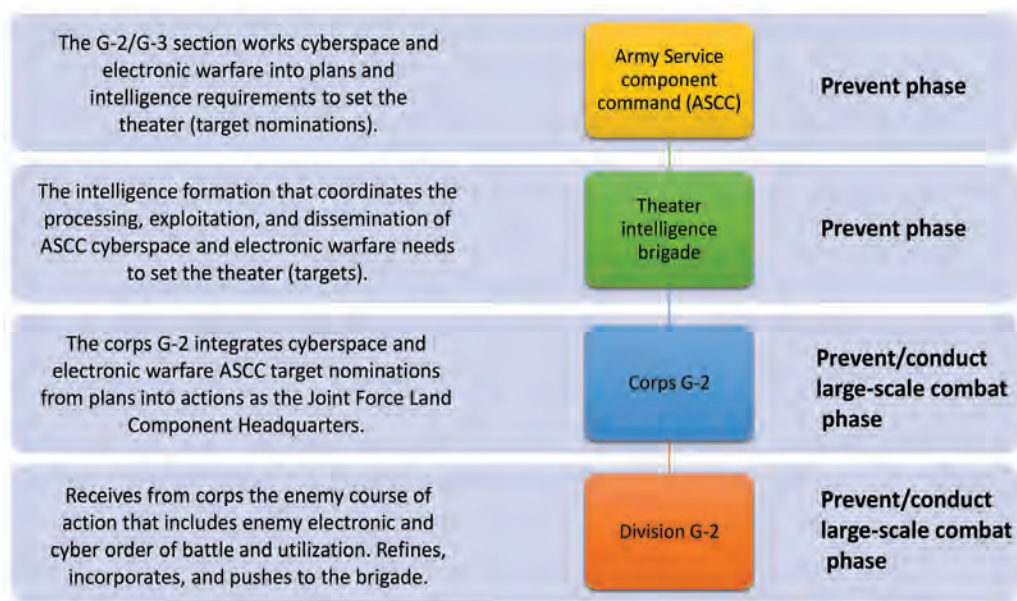 The G-2/G-3 section works cyberspace and
electronic warfare into plans and
intelligence requirements to set the
theater (target nominations).
Army Service
component
command (ASCC)
Prevent phase
The intelligence formation that coordinates the
processing, exploitation, and dissemination of
ASCC cyberspace and electronic warfare needs
to set the theater (targets).
Theater
intelligence
brigade
Prevent phase
The corps G-2 integrates cyberspace and
electronic warfare ASCC target nominations
from plans into actions as the Joint Force Land
Component Headquarters.
Corps G-2
Prevent/conduct
large-scale combat
phase
Receives from corps the enemy course of
action that includes enemy electronic and
cyber order of battle and utilization. Refines,
incorporates, and pushes to the brigade.
Division G-2
Prevent/conduct
large-scale combat
phase